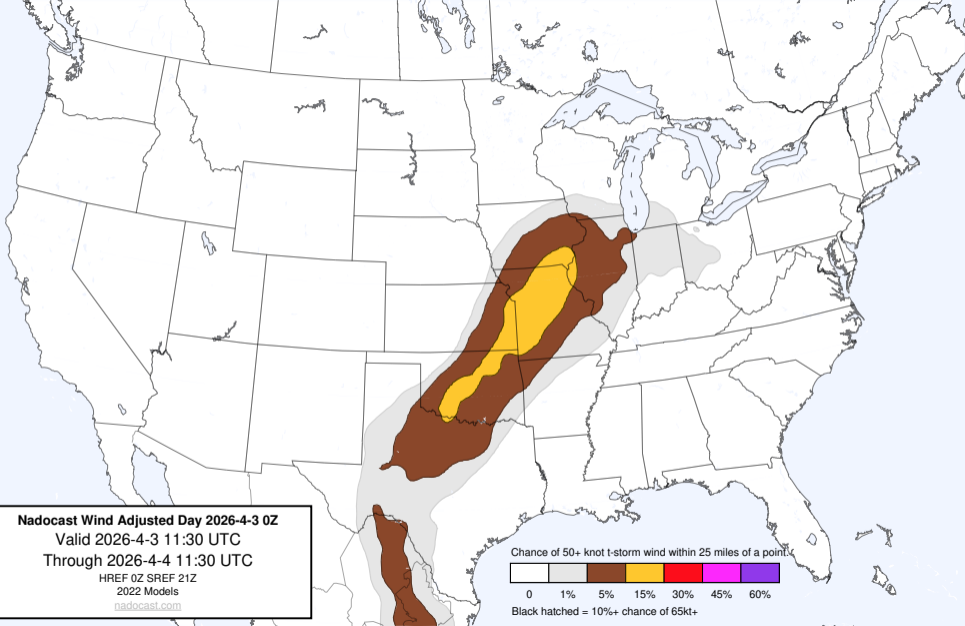 Nadocast Wind Adjusted Day 2026-4-3 0Z
Valid 2026-4-3 11:30 UTC
Through 2026-4-4 11:30 UTC
HREF 0Z SREF 21Z
2022 Models
nadocast.com
Chance of 50+ knot t-storm wind within 25 miles of a point.
0 1% 5% 15% 30% 45% 60%
Black hatched = 10%+ chance of 65kt+